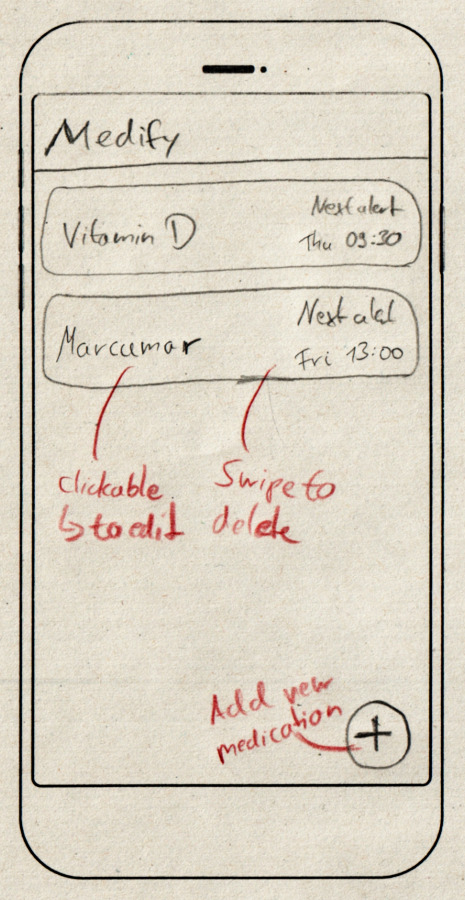 Medify
Vitamin D
Next alert
Thu 09:30
Marcumar
Next alert
Fri 13:00
clickable
↳ to edit
Swipe to
delete
Add new
medication
+